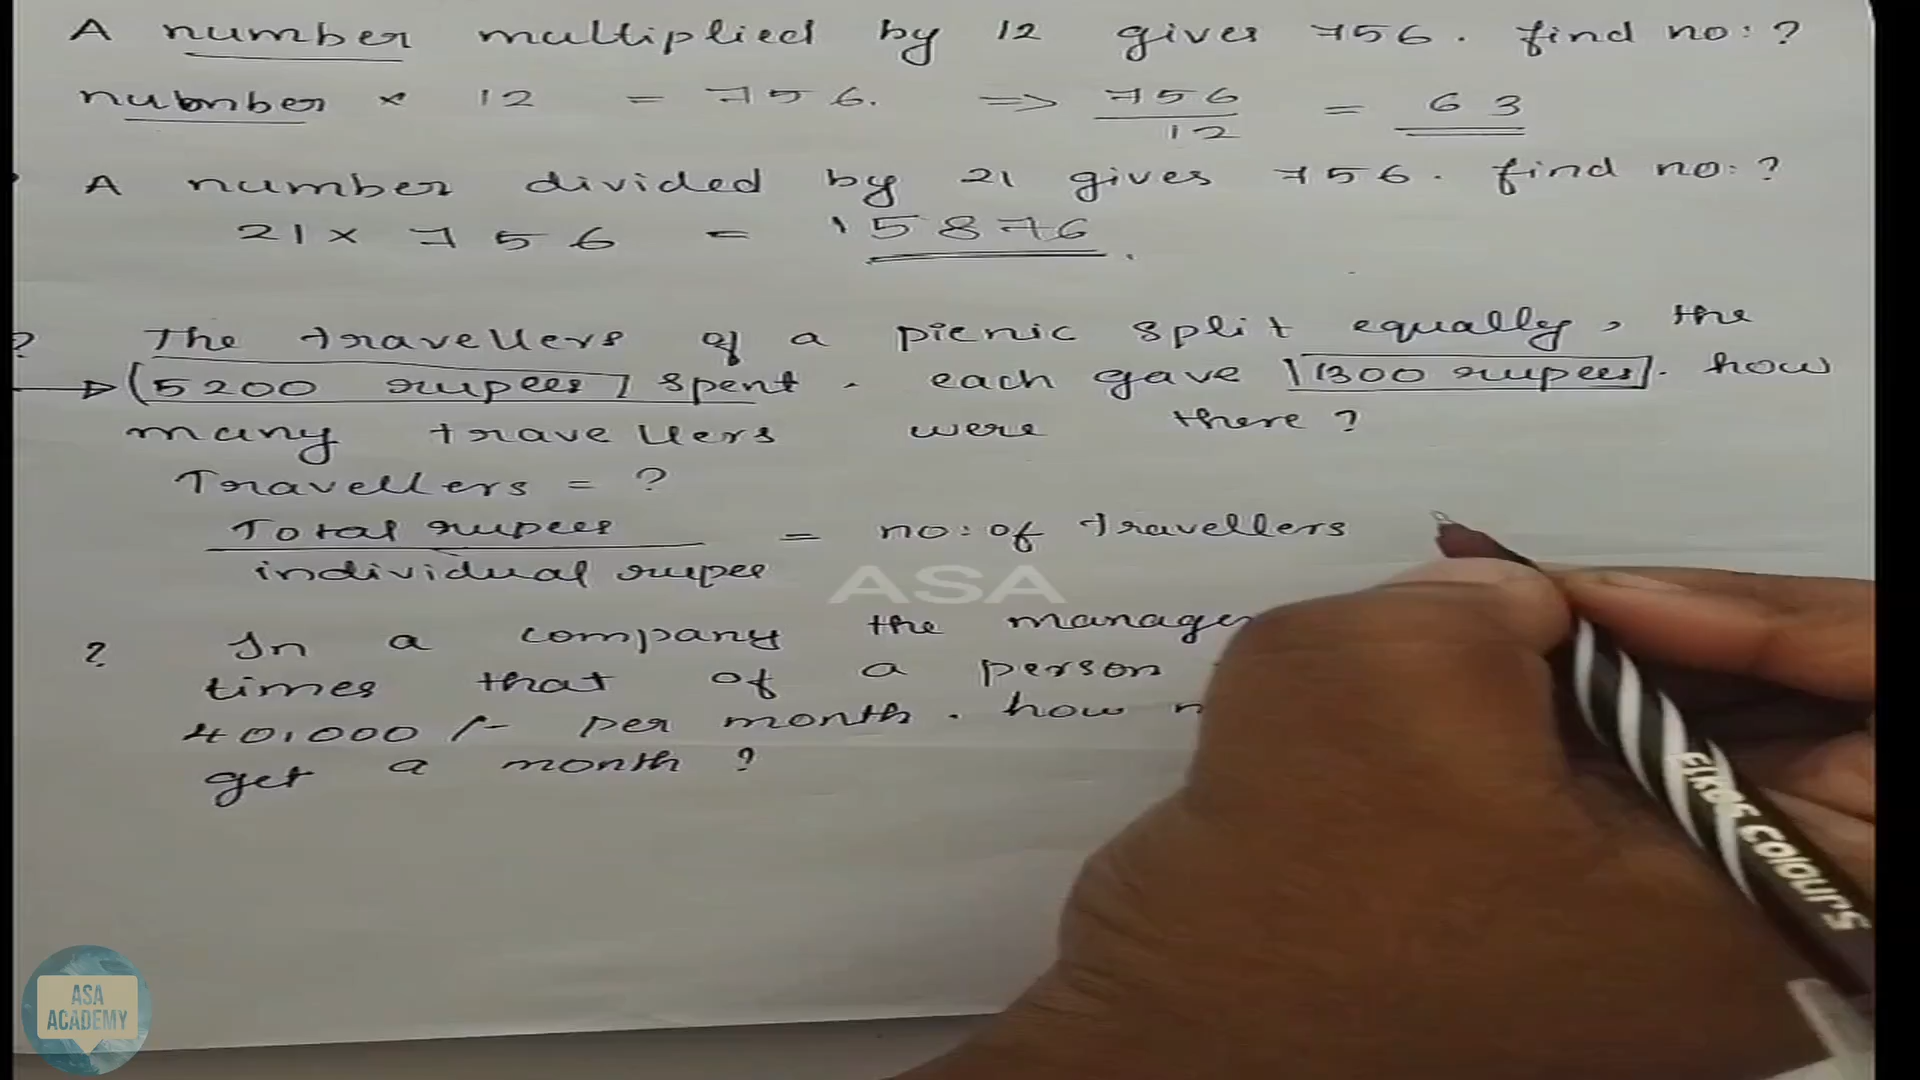 A number multiplied by 12 gives 756. find no:?
number × 12 = 756. => 756/12 = 63
A number divided by 21 gives 756. find no:?
21 × 756 = 15876
? The travellers of a picnic split equally, the
5200 rupees spent. each gave 1300 rupees. how
many travellers were there?
Travellers = ?
Total rupees / individual rupee = no: of travellers
ASA
? In a company the manager
times that of a person
40,000/- per month. how
get a month?
FIKOS COLOURS
ASA
ACADEMY